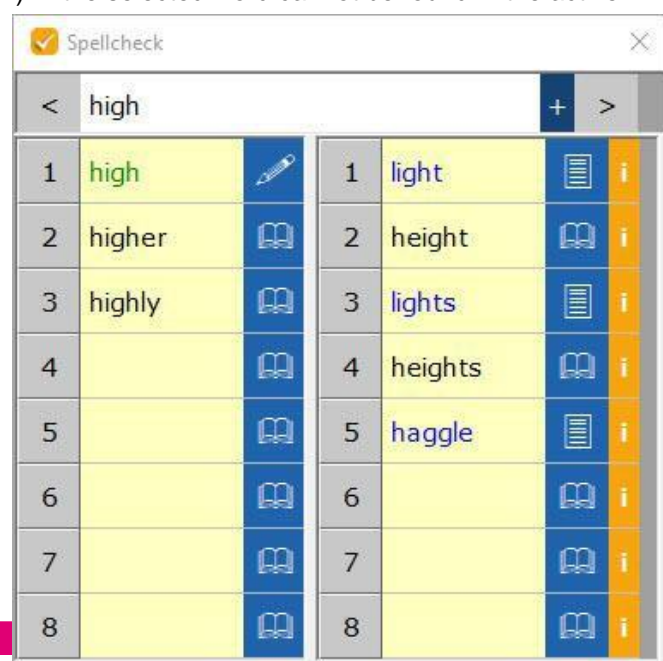 Spellcheck
< high + >
1 high 1 light i
2 higher 2 height i
3 highly 3 lights i
4 4 heights i
5 5 haggle i
6 6 i
7 7 i
8 8 i